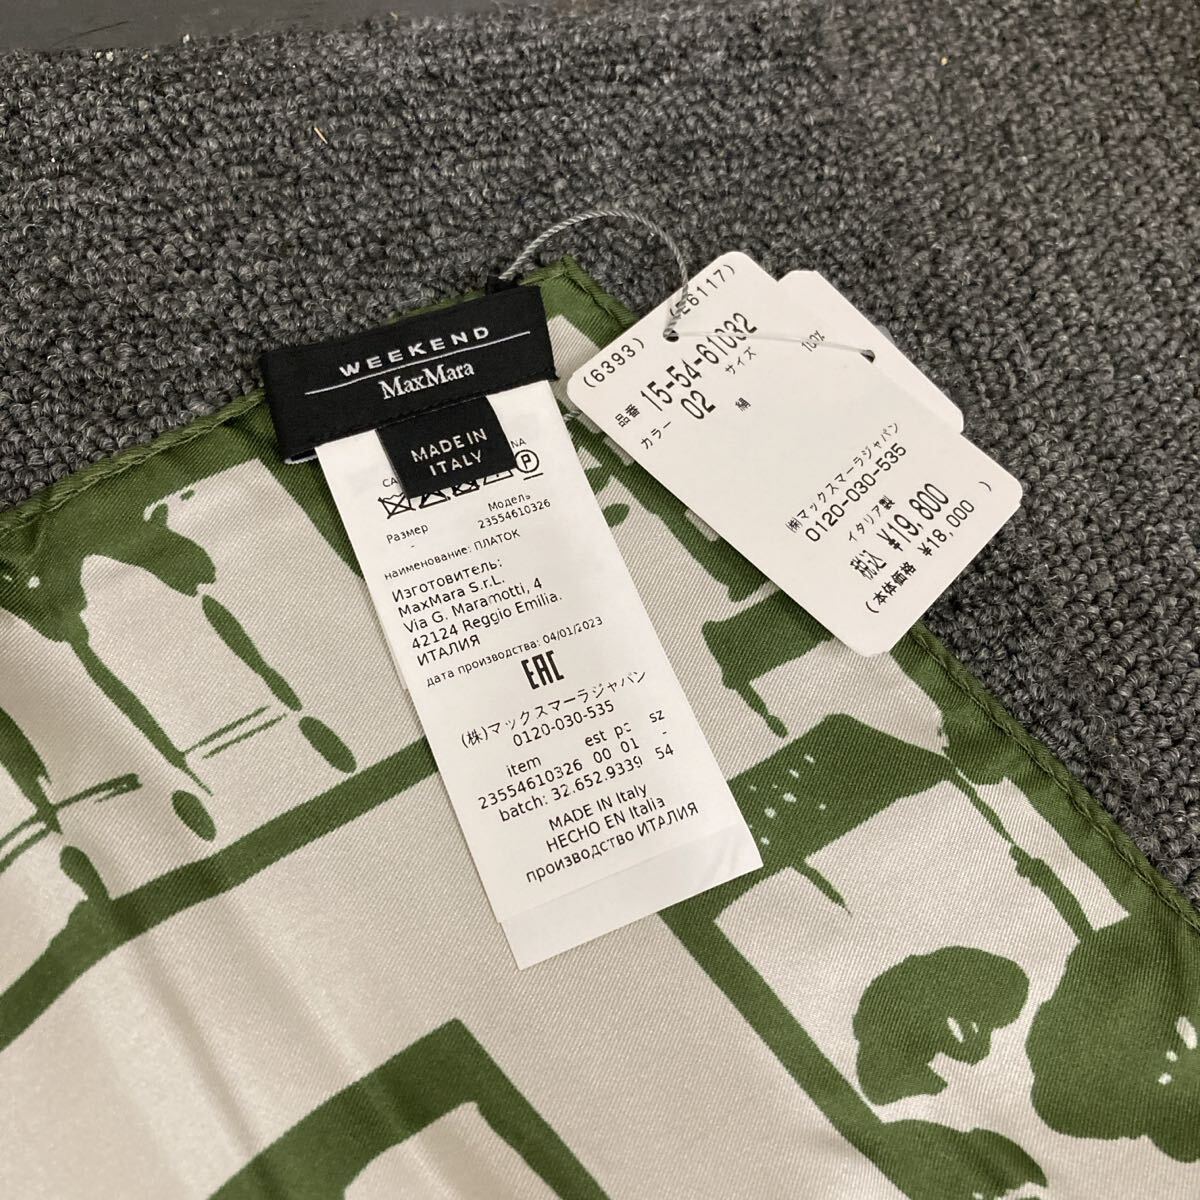 WEEKEND
MaxMara
MADE IN
ITALY
CA
NA
P
Размер
Модель
-
23554610326
наименование: ПЛАТОК
Изготовитель:
MaxMara S.r.L.
Via G. Maramotti, 4
42124 Reggio Emilia.
ИТАЛИЯ
дата производства: 04/01/2023
EAC
(株)マックスマーラジャパン
0120-030-535
item est pz sz
23554610326 00 01 -
batch: 32.652.9339 54
MADE IN Italy
HECHO EN Italia
производство ИТАЛИЯ
(6393)
E6117)
品番 15-54-61032
カラー 02 サイズ
絹 100%
(株)マックスマーラジャパン
0120-030-535
イタリア製
税込 ¥19,800
(本体価格 ¥18,000 )